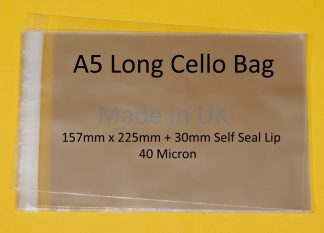 A5 Long Cello Bag
Made in UK
157mm x 225mm + 30mm Self Seal Lip
40 Micron